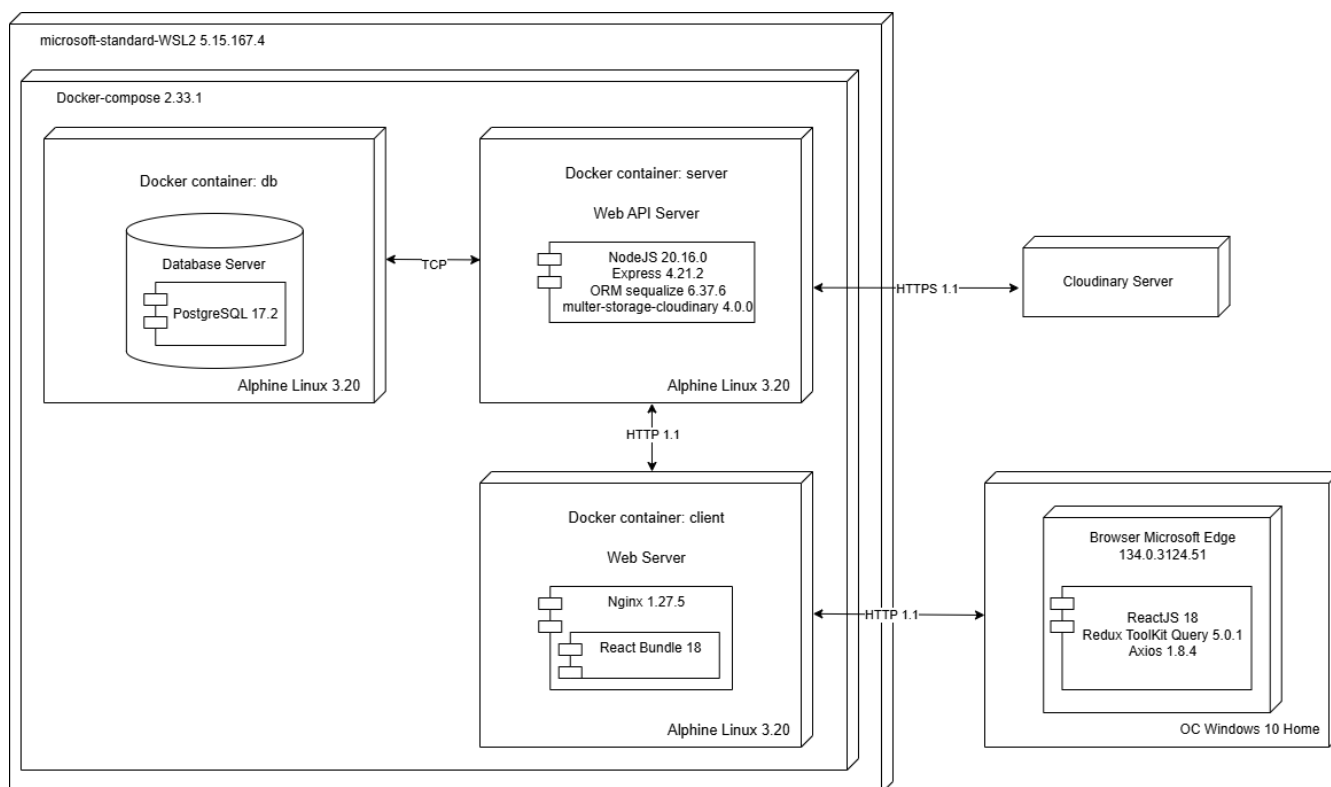 microsoft-standard-WSL2 5.15.167.4
Docker-compose 2.33.1
Docker container: db
Database Server
PostgreSQL 17.2
Alphine Linux 3.20
TCP
Docker container: server
Web API Server
NodeJS 20.16.0
Express 4.21.2
ORM sequalize 6.37.6
multer-storage-cloudinary 4.0.0
Alphine Linux 3.20
HTTPS 1.1
Cloudinary Server
HTTP 1.1
Docker container: client
Web Server
Nginx 1.27.5
React Bundle 18
Alphine Linux 3.20
HTTP 1.1
Browser Microsoft Edge
134.0.3124.51
ReactJS 18
Redux ToolKit Query 5.0.1
Axios 1.8.4
OC Windows 10 Home